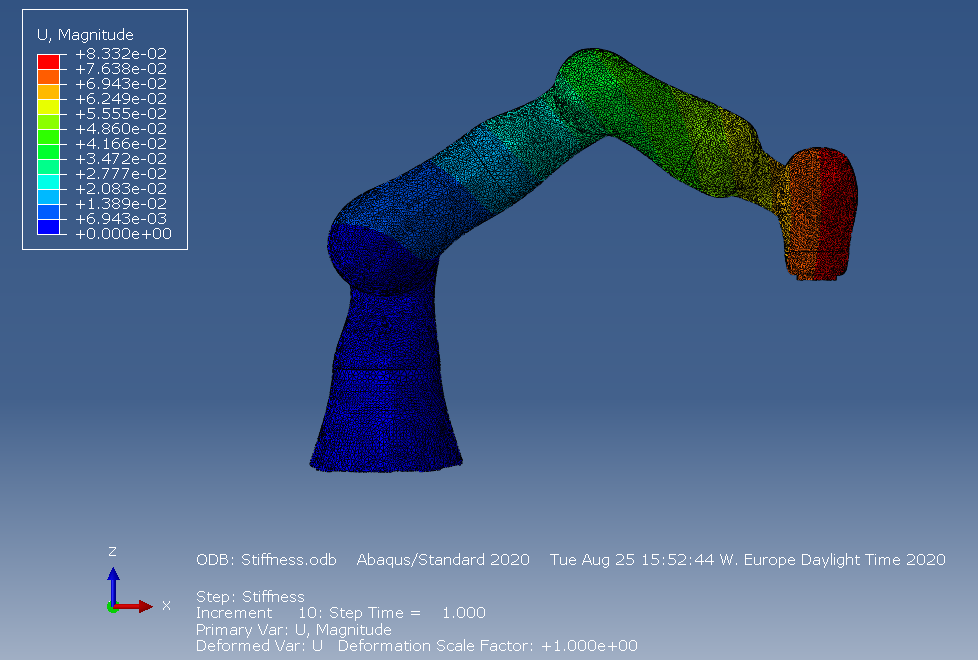 U, Magnitude
+8.332e-02
+7.638e-02
+6.943e-02
+6.249e-02
+5.555e-02
+4.860e-02
+4.166e-02
+3.472e-02
+2.777e-02
+2.083e-02
+1.389e-02
+6.943e-03
+0.000e+00
Z
X
ODB: Stiffness.odb Abaqus/Standard 2020 Tue Aug 25 15:52:44 W. Europe Daylight Time 2020
Step: Stiffness
Increment 10: Step Time = 1.000
Primary Var: U, Magnitude
Deformed Var: U Deformation Scale Factor: +1.000e+00